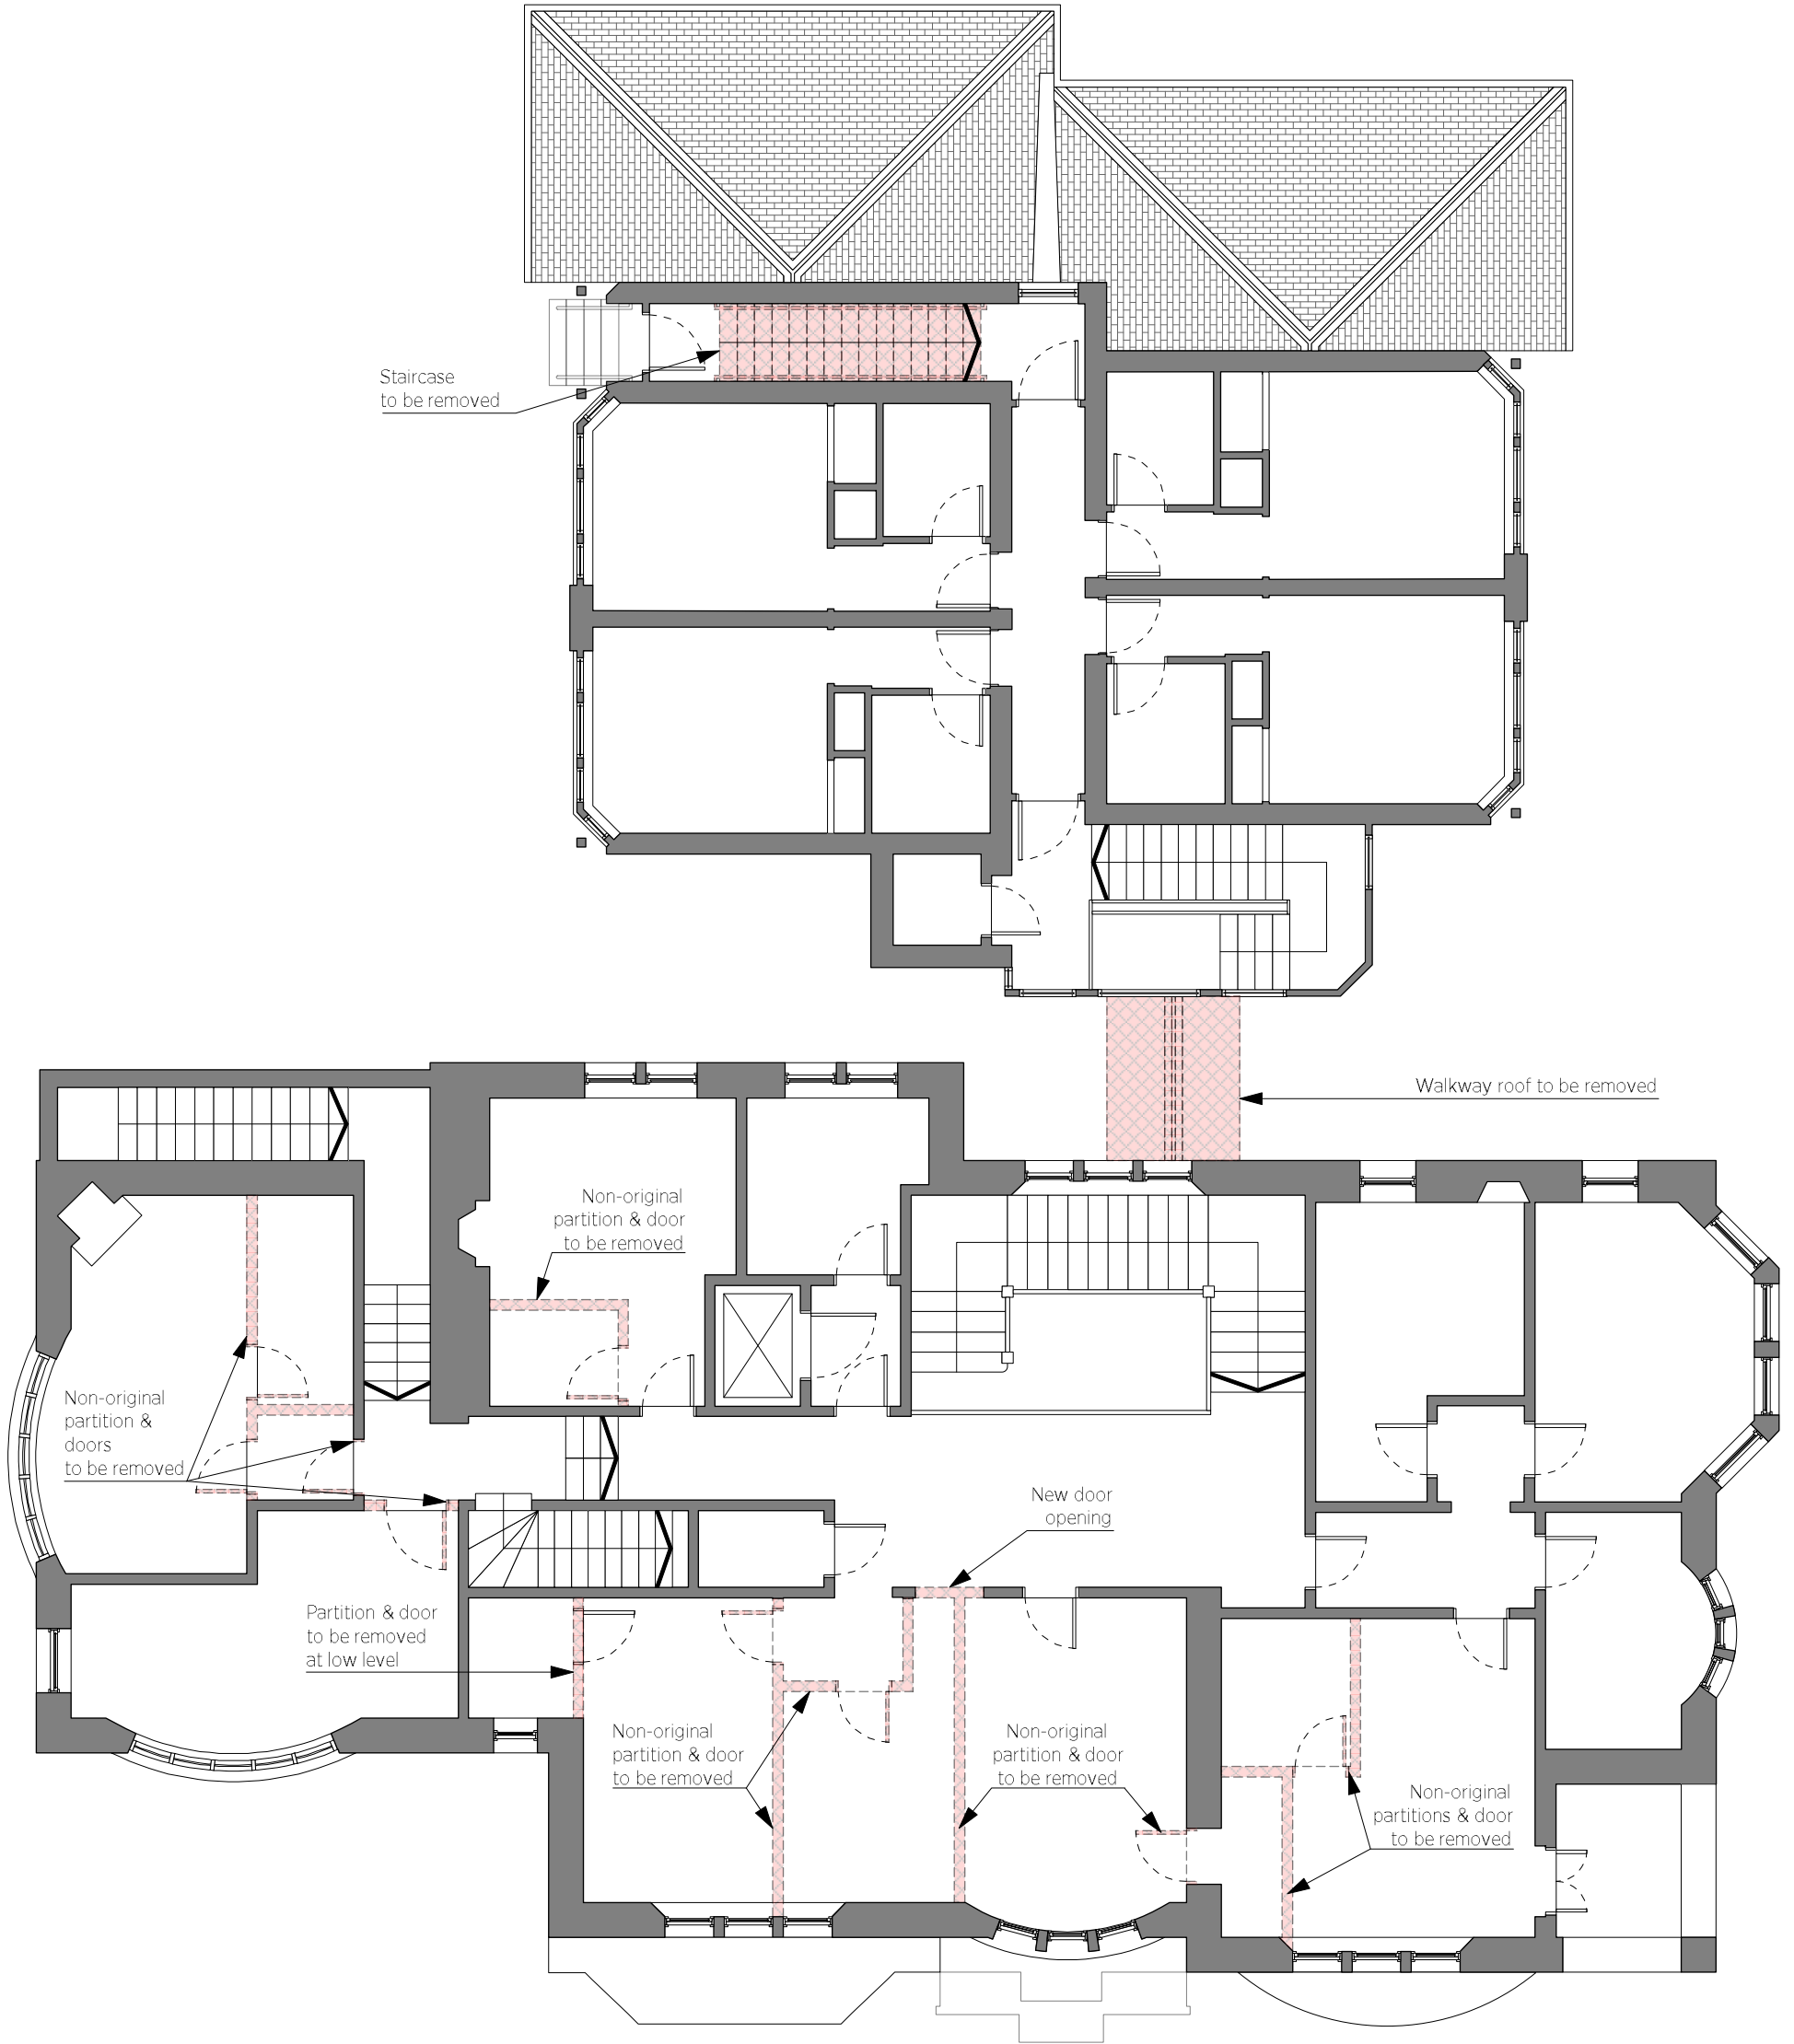 Staircase
to be removed
Walkway roof to be removed
Non-original
partition & door
to be removed
Non-original
partition &
doors
to be removed
New door
opening
Partition & door
to be removed
at low level
Non-original
partition & door
to be removed
Non-original
partition & door
to be removed
Non-original
partitions & door
to be removed